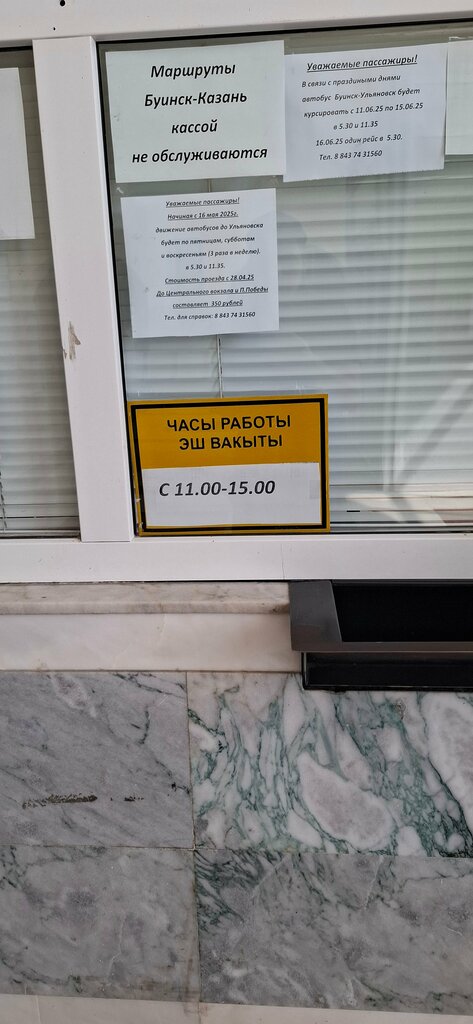 Маршруты
Буинск-Казань
кассой
не обслуживаются
Уважаемые пассажиры!
В связи с праздиными днями
автобус Буинск-Ульяновск будет
курсировать с 11.06.25 по 15.06.25
в 5.30 и 11.35
16.06.25 один рейс в 5.30.
Тел. 8 843 74 31560
Уважаемые пассажиры!
Начиная с 16 мая 2025г.
движение автобусов до Ульяновска
будет по пятницам, субботам
и воскресеньям (3 раза в неделю).
в 5.30 и 11.35.
Стоимость проезда с 28.04.25
До Центрального вокзала и П.Победы
составляет 350 рублей
Тел. для справок: 8 843 74 31560
ЧАСЫ РАБОТЫ
ЭШ ВАКЫТЫ
С 11.00-15.00